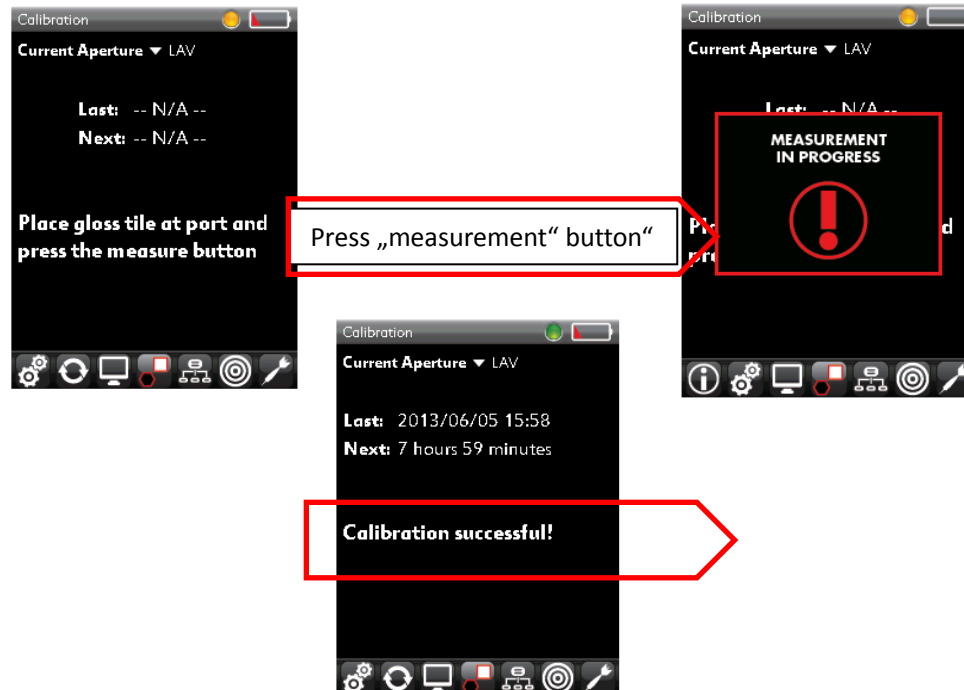 Calibration
Current Aperture ▼ LAV
Last: -- N/A --
Next: -- N/A --
Place gloss tile at port and
press the measure button
Press „measurement“ button“
Calibration
Current Aperture ▼ LAV
Last: -- N/A --
MEASUREMENT
IN PROGRESS
Calibration
Current Aperture ▼ LAV
Last: 2013/06/05 15:58
Next: 7 hours 59 minutes
Calibration successful!